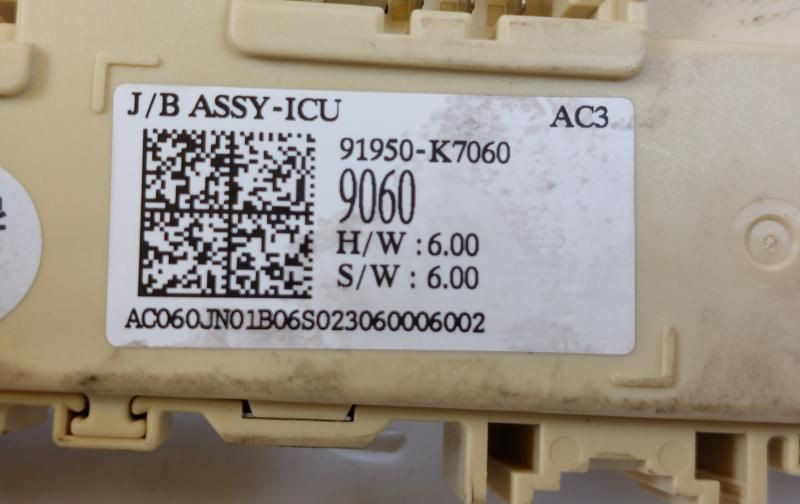 J/B ASSY-ICU
AC3
91950-K7060
9060
H/W : 6.00
S/W : 6.00
AC060JN01B06S023060006002